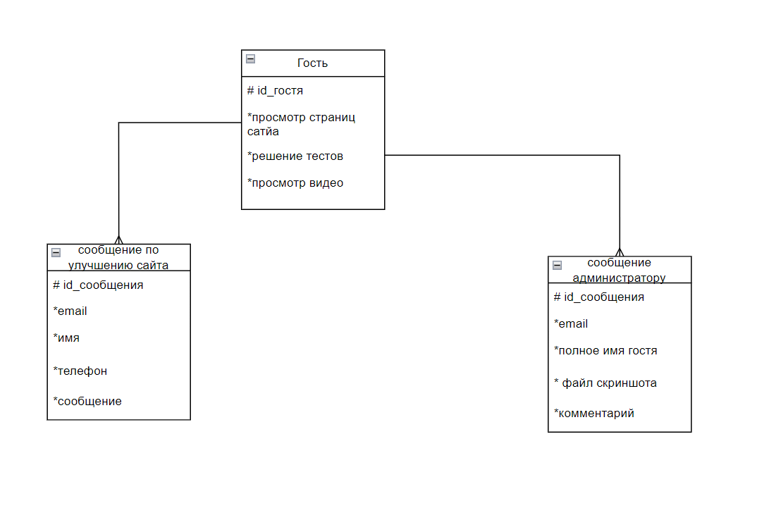 Гость
# id_гостя
*просмотр страниц
сатйа
*решение тестов
*просмотр видео
сообщение по
улучшению сайта
# id_сообщения
*email
*имя
*телефон
*сообщение
сообщение
администратору
# id_сообщения
*email
*полное имя гостя
* файл скриншота
*комментарий